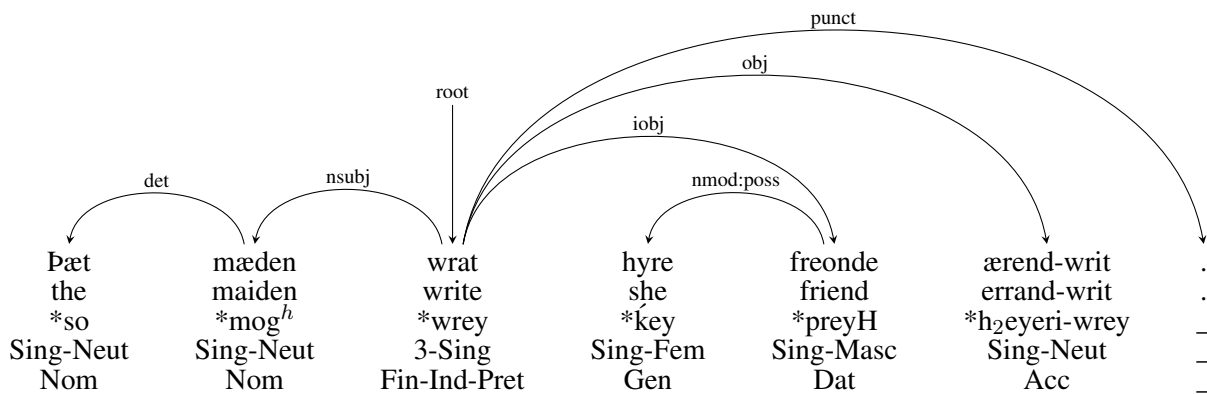 punct
obj
root
iobj
det nsubj nmod:poss
Þæt mæden wrat hyre freonde ærend-writ .
the maiden write she friend errand-writ .
*so *mogʰ *wrey *ḱey *preyH *h₂eyeri-wrey _
Sing-Neut Sing-Neut 3-Sing Sing-Fem Sing-Masc Sing-Neut _
Nom Nom Fin-Ind-Pret Gen Dat Acc _